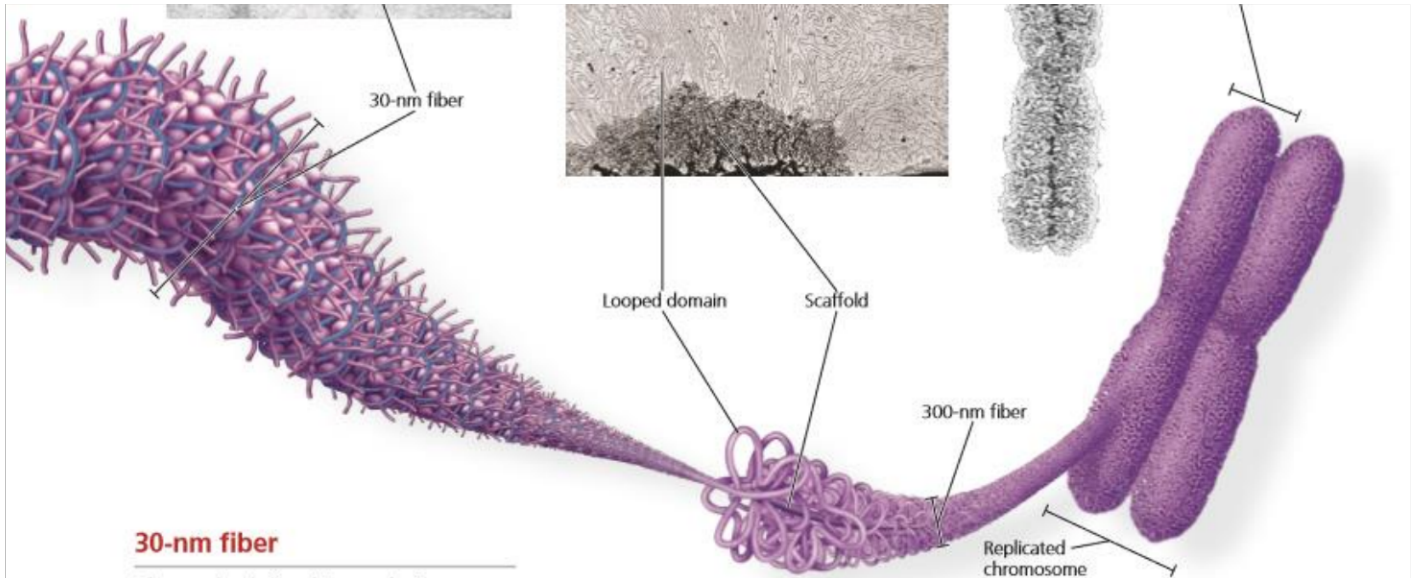 30-nm fiber
Looped domain
Scaffold
300-nm fiber
30-nm fiber
Replicated
chromosome